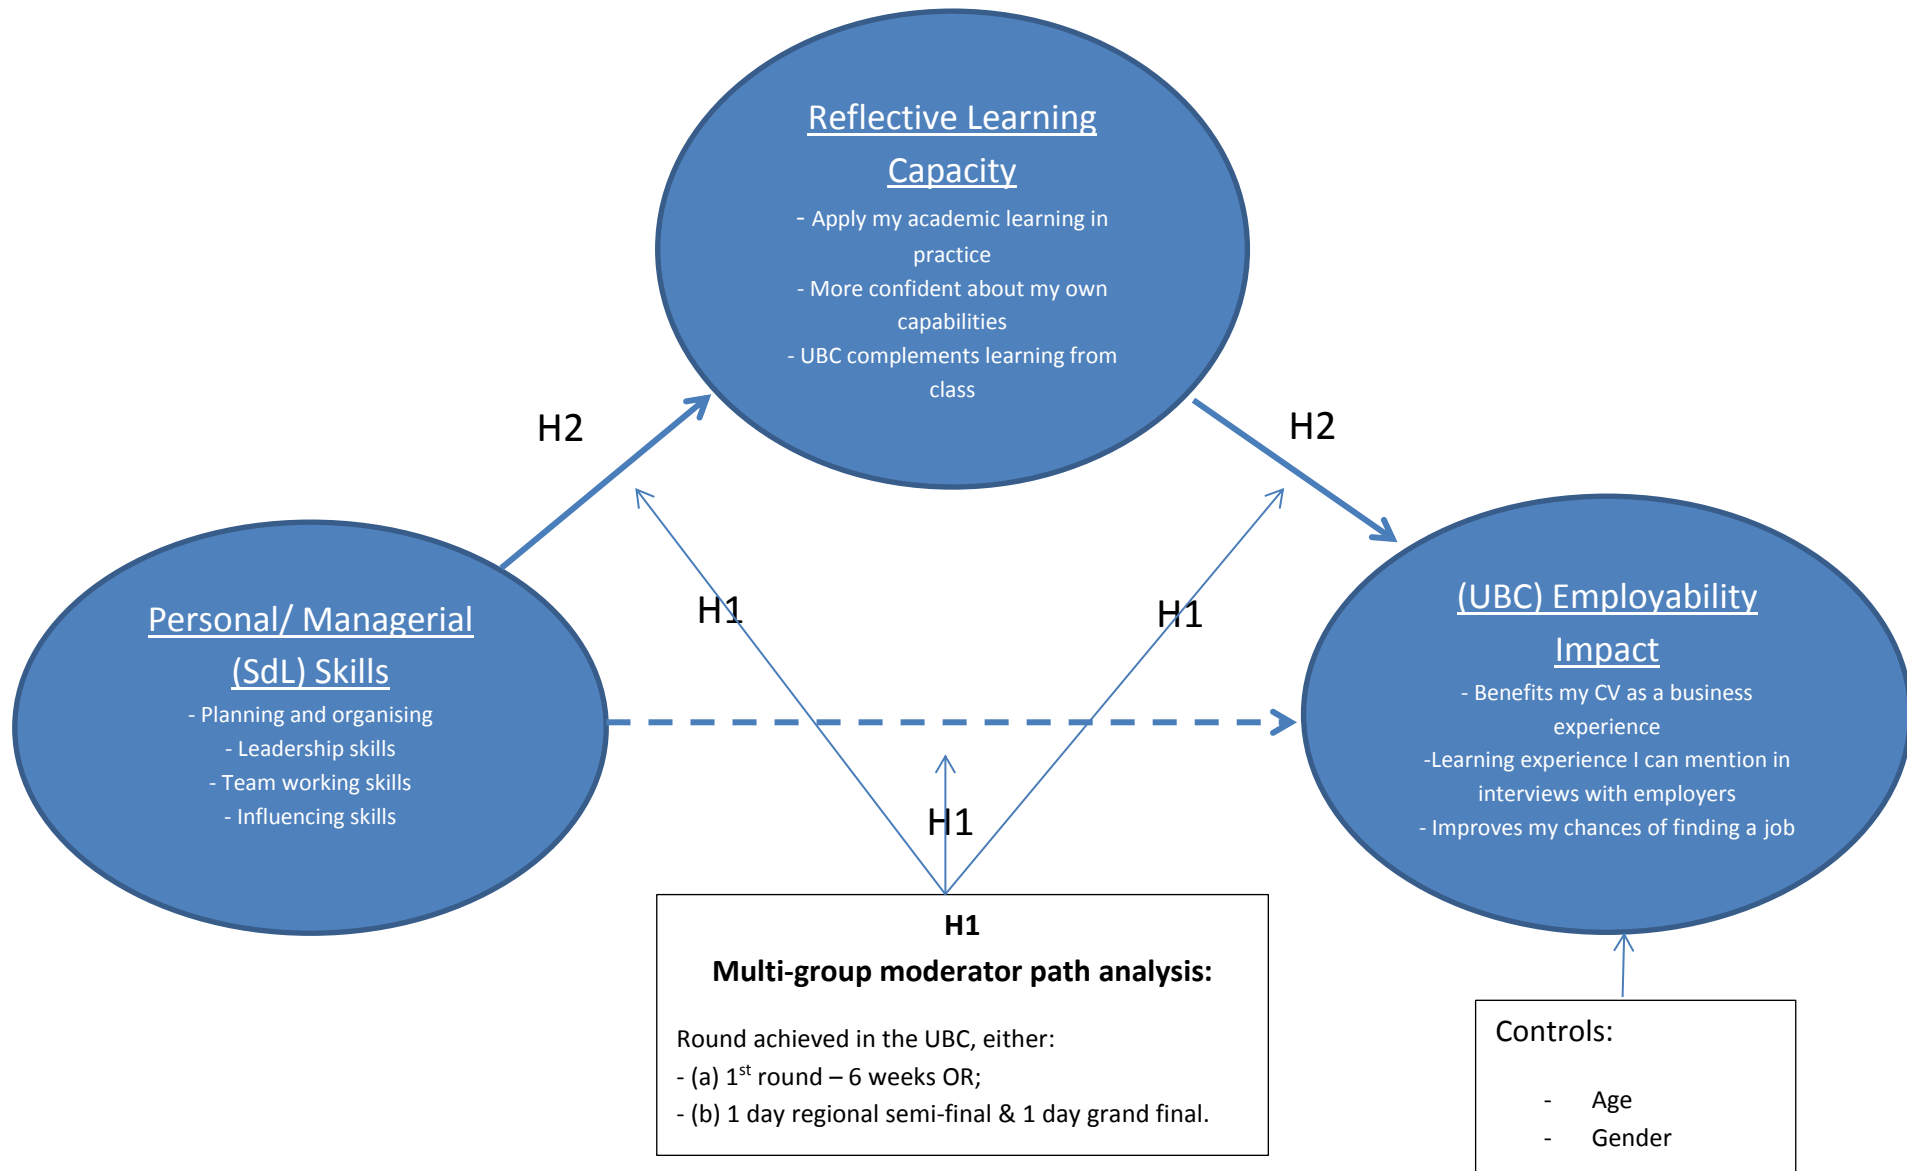 Reflective Learning
Capacity
- Apply my academic learning in
practice
- More confident about my own
capabilities
- UBC complements learning from
class
H2
H2
Personal/ Managerial
(SdL) Skills
- Planning and organising
- Leadership skills
- Team working skills
- Influencing skills
H1
H1
(UBC) Employability
Impact
- Benefits my CV as a business
experience
-Learning experience I can mention in
interviews with employers
- Improves my chances of finding a job
H1
H1
Multi-group moderator path analysis:
Round achieved in the UBC, either:
- (a) 1st round – 6 weeks OR;
- (b) 1 day regional semi-final & 1 day grand final.
Controls:
- Age
- Gender